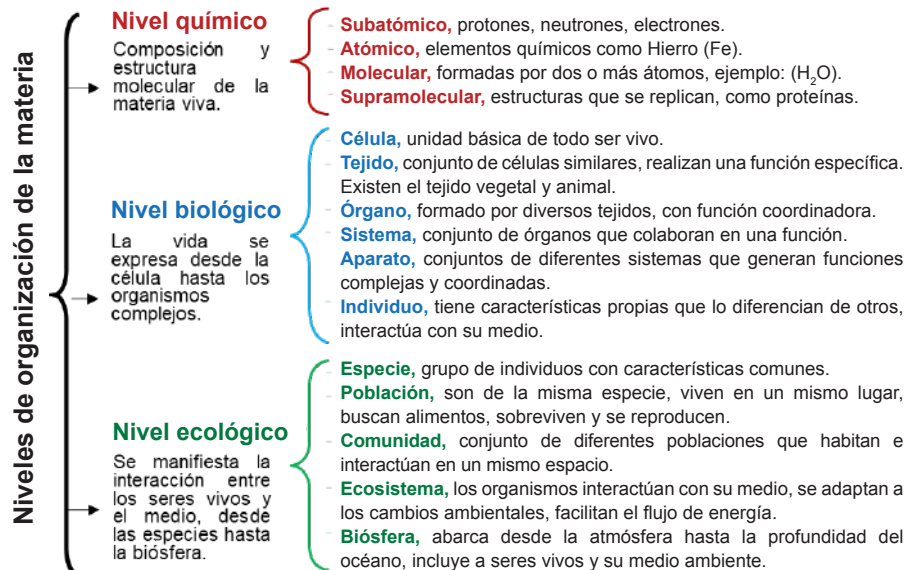 Niveles de organización de la materia
Nivel químico
Composición y
estructura
molecular de la
materia viva.
- Subatómico, protones, neutrones, electrones.
- Atómico, elementos químicos como Hierro (Fe).
- Molecular, formadas por dos o más átomos, ejemplo: (H₂O).
- Supramolecular, estructuras que se replican, como proteínas.
Nivel biológico
La vida se
expresa desde la
célula hasta los
organismos
complejos.
- Célula, unidad básica de todo ser vivo.
- Tejido, conjunto de células similares, realizan una función específica.
Existen el tejido vegetal y animal.
- Órgano, formado por diversos tejidos, con función coordinadora.
- Sistema, conjunto de órganos que colaboran en una función.
- Aparato, conjuntos de diferentes sistemas que generan funciones
complejas y coordinadas.
- Individuo, tiene características propias que lo diferencian de otros,
interactúa con su medio.
Nivel ecológico
Se manifiesta la
interacción entre
los seres vivos y
el medio, desde
las especies hasta
la biósfera.
- Especie, grupo de individuos con características comunes.
- Población, son de la misma especie, viven en un mismo lugar,
buscan alimentos, sobreviven y se reproducen.
- Comunidad, conjunto de diferentes poblaciones que habitan e
interactúan en un mismo espacio.
- Ecosistema, los organismos interactúan con su medio, se adaptan a
los cambios ambientales, facilitan el flujo de energía.
- Biósfera, abarca desde la atmósfera hasta la profundidad del
océano, incluye a seres vivos y su medio ambiente.